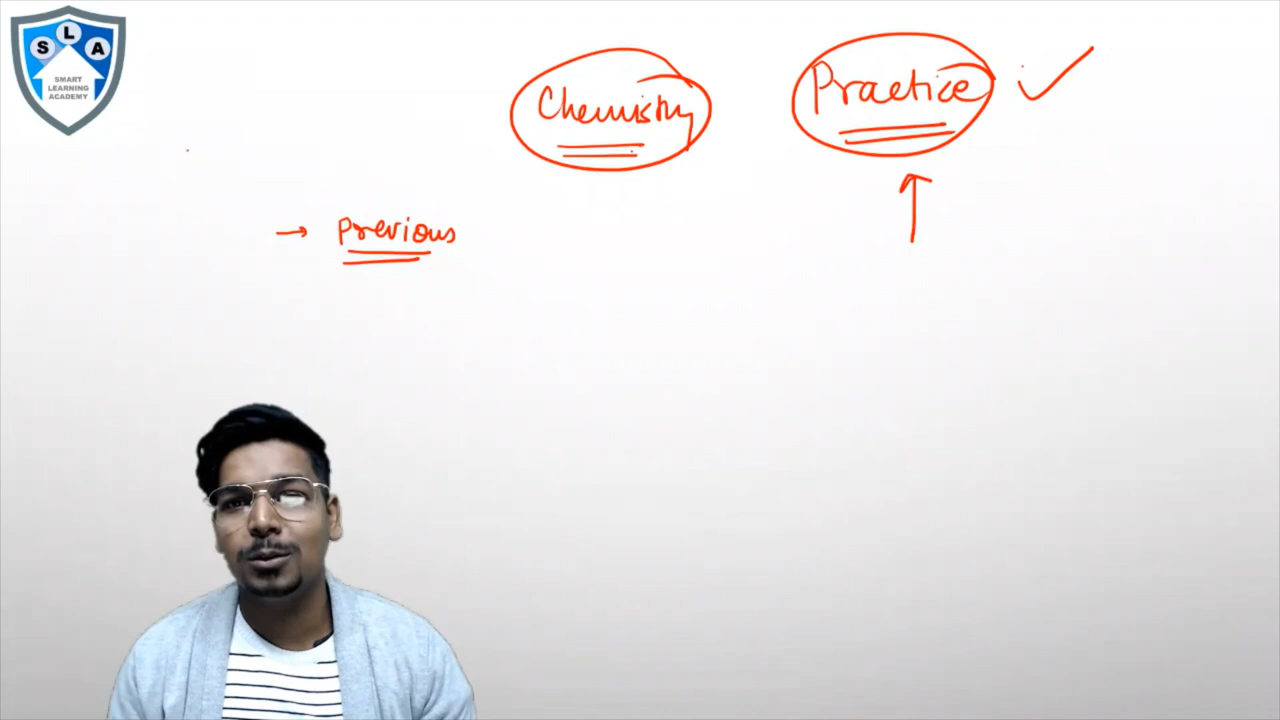 S L A
SMART
LEARNING
ACADEMY
Chemistry Practice
→ Previous